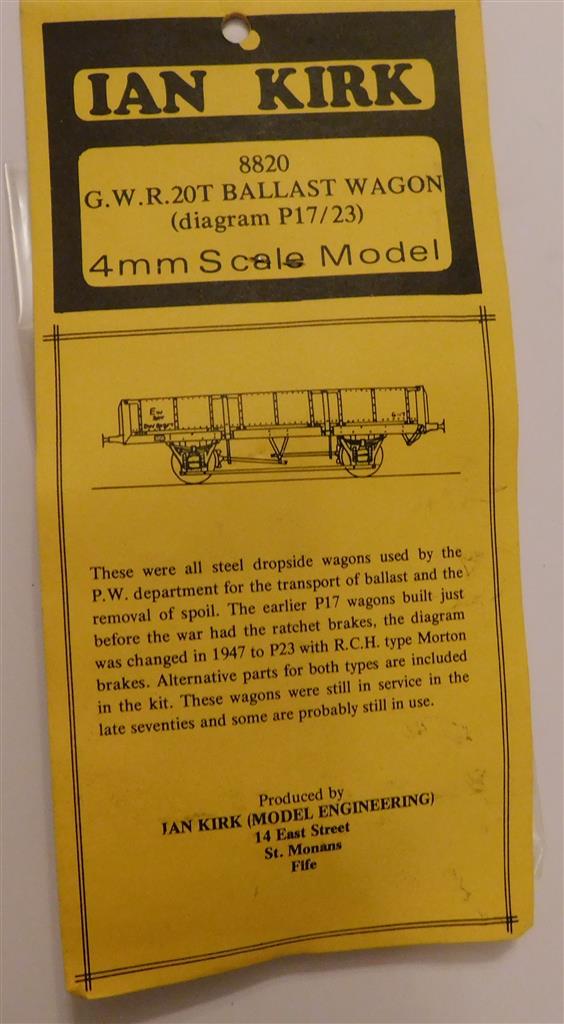 IAN KIRK
8820
G.W.R.20T BALLAST WAGON
(diagram P17/23)
4mm Scale Model
These were all steel dropside wagons used by the
P.W. department for the transport of ballast and the
removal of spoil. The earlier P17 wagons built just
before the war had the ratchet brakes, the diagram
was changed in 1947 to P23 with R.C.H. type Morton
brakes. Alternative parts for both types are included
in the kit. These wagons were still in service in the
late seventies and some are probably still in use.
Produced by
IAN KIRK (MODEL ENGINEERING)
14 East Street
St. Monans
Fife